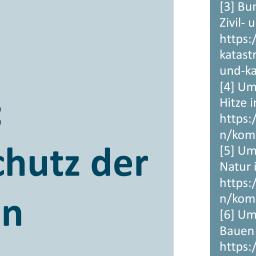 :
chutz der
n
[3] Bun
Zivil- u
https:/
katastr
und-ka
[4] Um
Hitze i
https:/
n/kom
[5] Um
Natur i
https:/
n/kom
[6] Um
Bauen
https:/